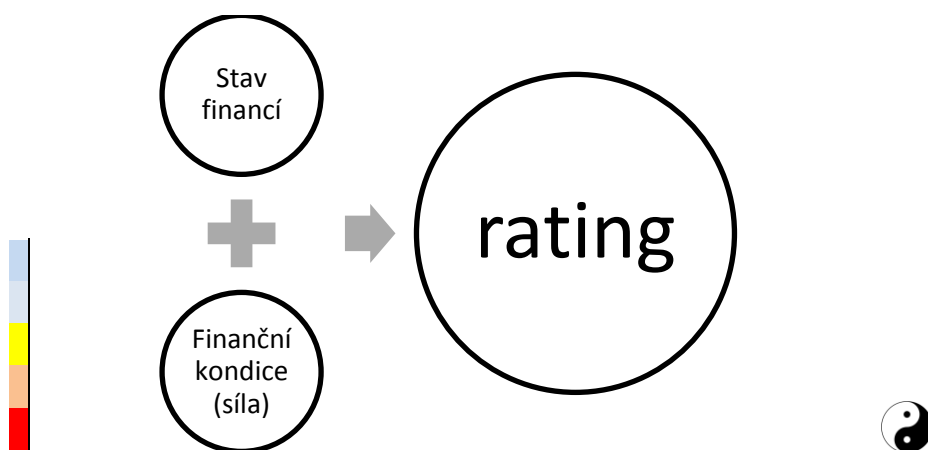 Stav
financí
rating
Finanční
kondice
(síla)